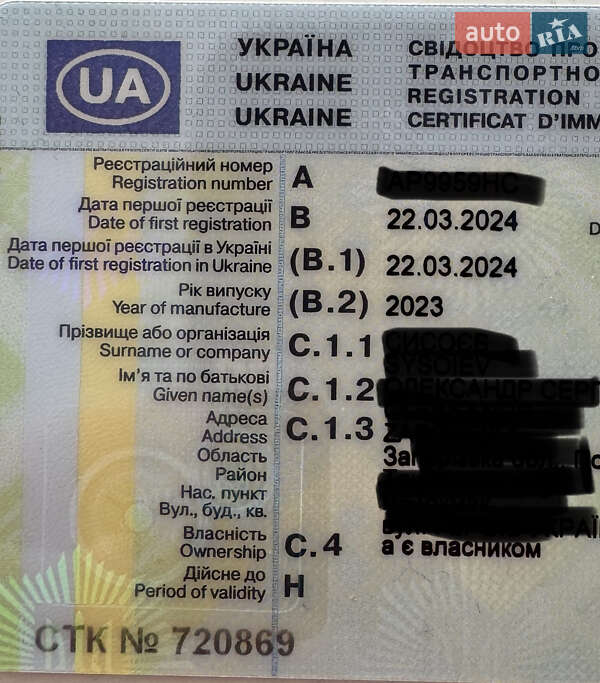 auto RIA
УКРАЇНА
UKRAINE
UKRAINE
СВІДОЦТВО ПРО
ТРАНСПОРТНО
REGISTRATION
CERTIFICAT D'IMM
UA
Реєстраційний номер
Registration number A
Дата першої реєстрації
Date of first registration B 22.03.2024
Дата першої реєстрації в Україні
Date of first registration in Ukraine (B.1) 22.03.2024
Рік випуску
Year of manufacture (B.2) 2023
Прізвище або організація
Surname or company C.1.1
Ім'я та по батькові
Given name(s) C.1.2
Адреса
Address C.1.3
Область
Район
Нас. пункт
Вул., буд., кв.
Власність
Ownership C.4 а є власником
Дійсне до
Period of validity H
СТК № 720869